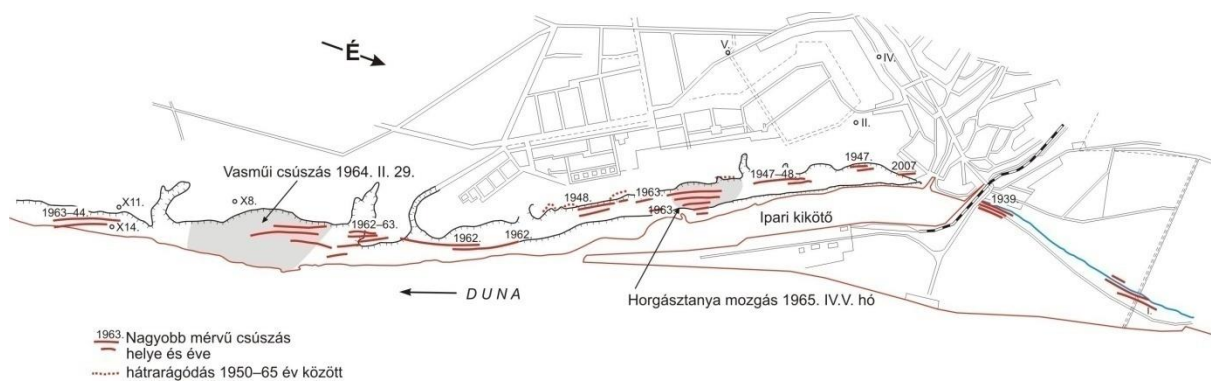 É
V.
IV.
II.
Vasműi csúszás 1964. II. 29.
1947.
2007
1947–48.
X11.
X8.
1948.
1963.
1963–44.
X14.
1962–63.
1963.
1962.
1962.
Ipari kikötő
1939.
DUNA
Horgásztanya mozgás 1965. IV.V. hó
I.
1963. Nagyobb mérvű csúszás
helye és éve
hátrarágódás 1950–65 év között